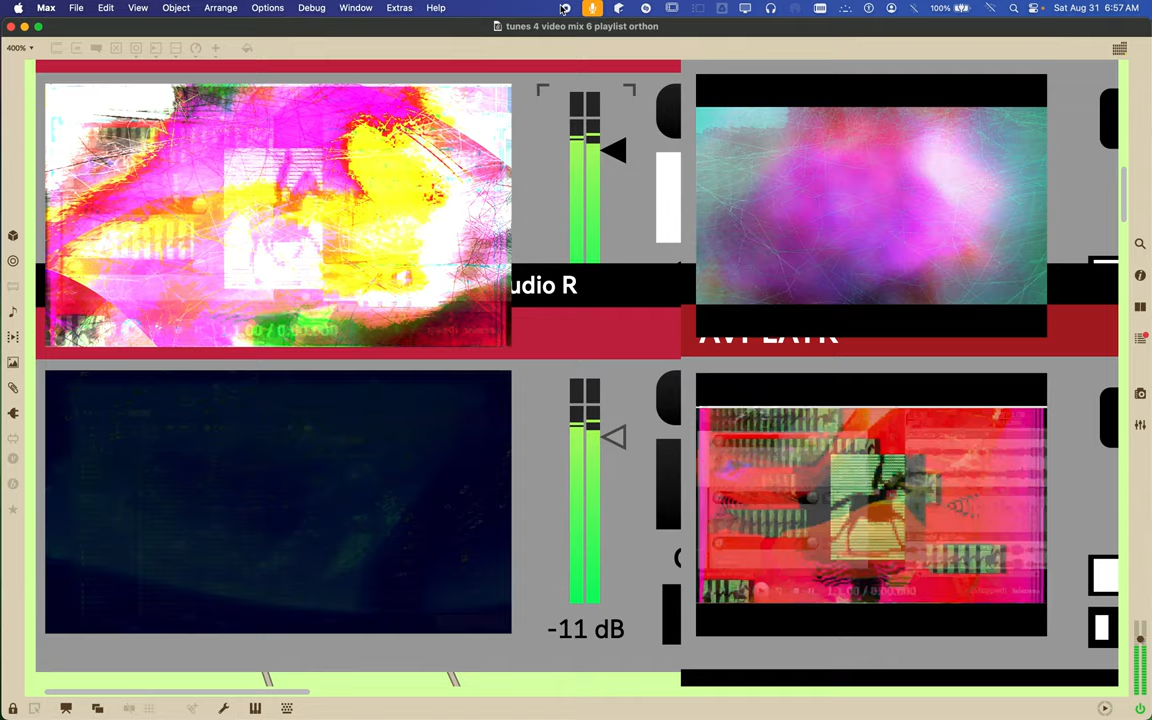 Max File Edit View Object Arrange Options Debug Window Extras Help
100% Sat Aug 31 6:57 AM
tunes 4 video mix 6 playlist orthon
400%
udio R
-11 dB